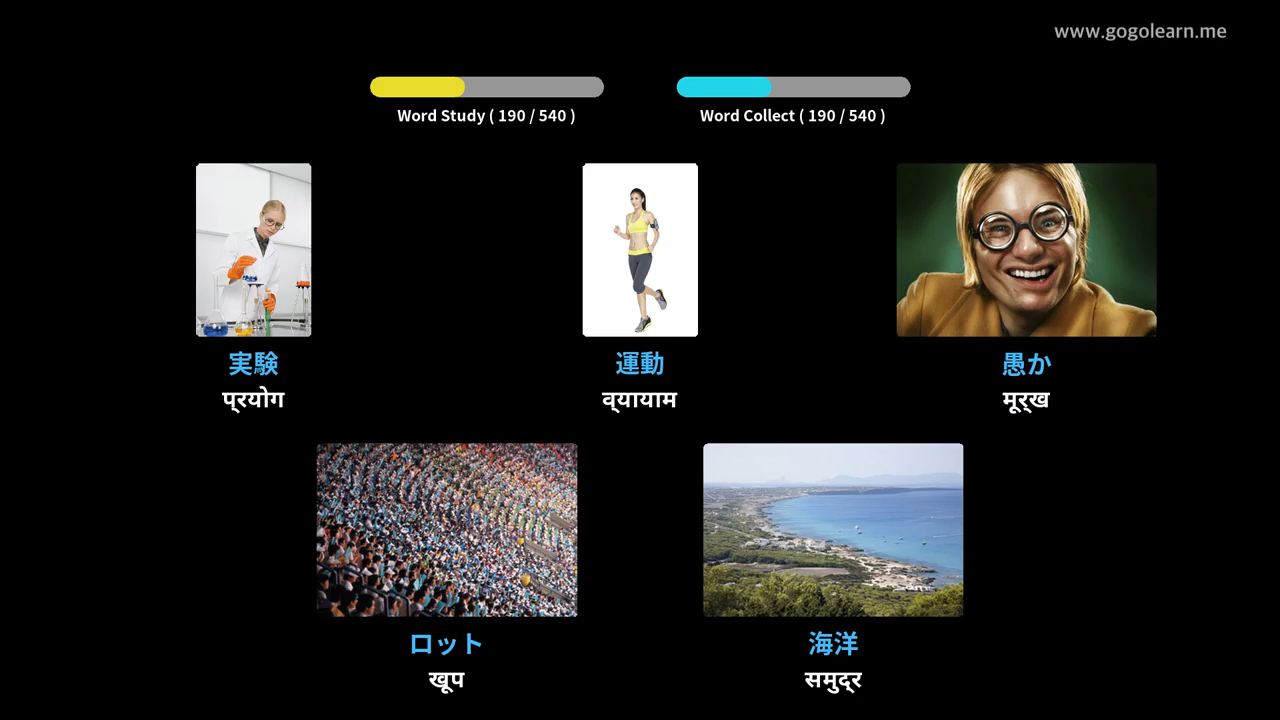 www.gogolearn.me
Word Study ( 190 / 540 )
Word Collect ( 190 / 540 )
実験
प्रयोग
運動
व्यायाम
愚か
मूर्ख
ロット
खूप
海洋
समुद्र